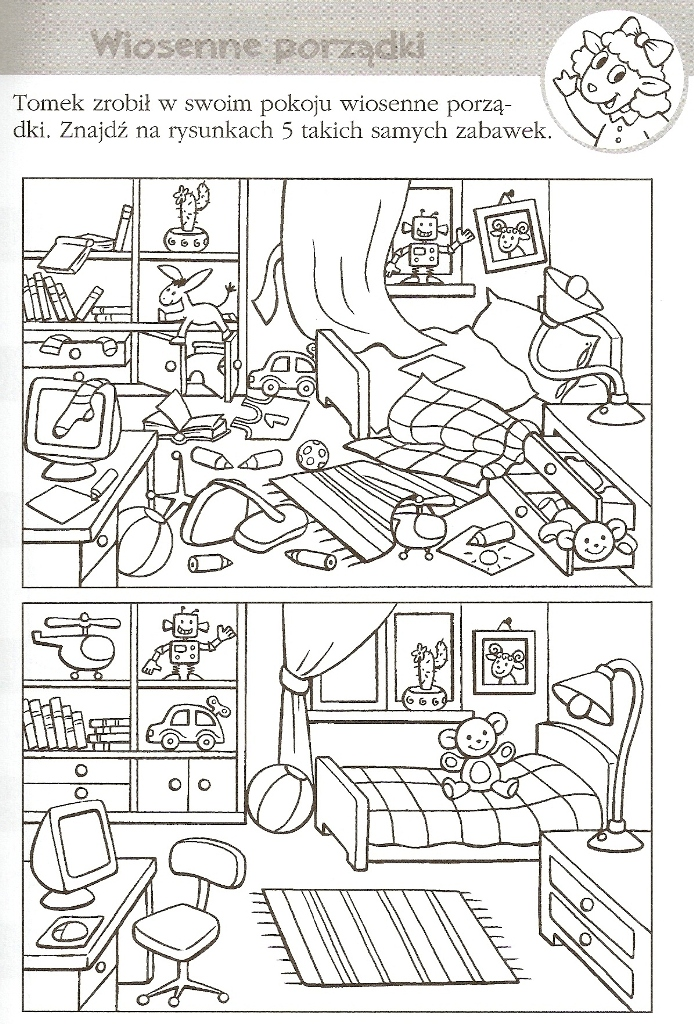 Wiosenne porządki
Tomek zrobił w swoim pokoju wiosenne porzą-
dki. Znajdź na rysunkach 5 takich samych zabawek.